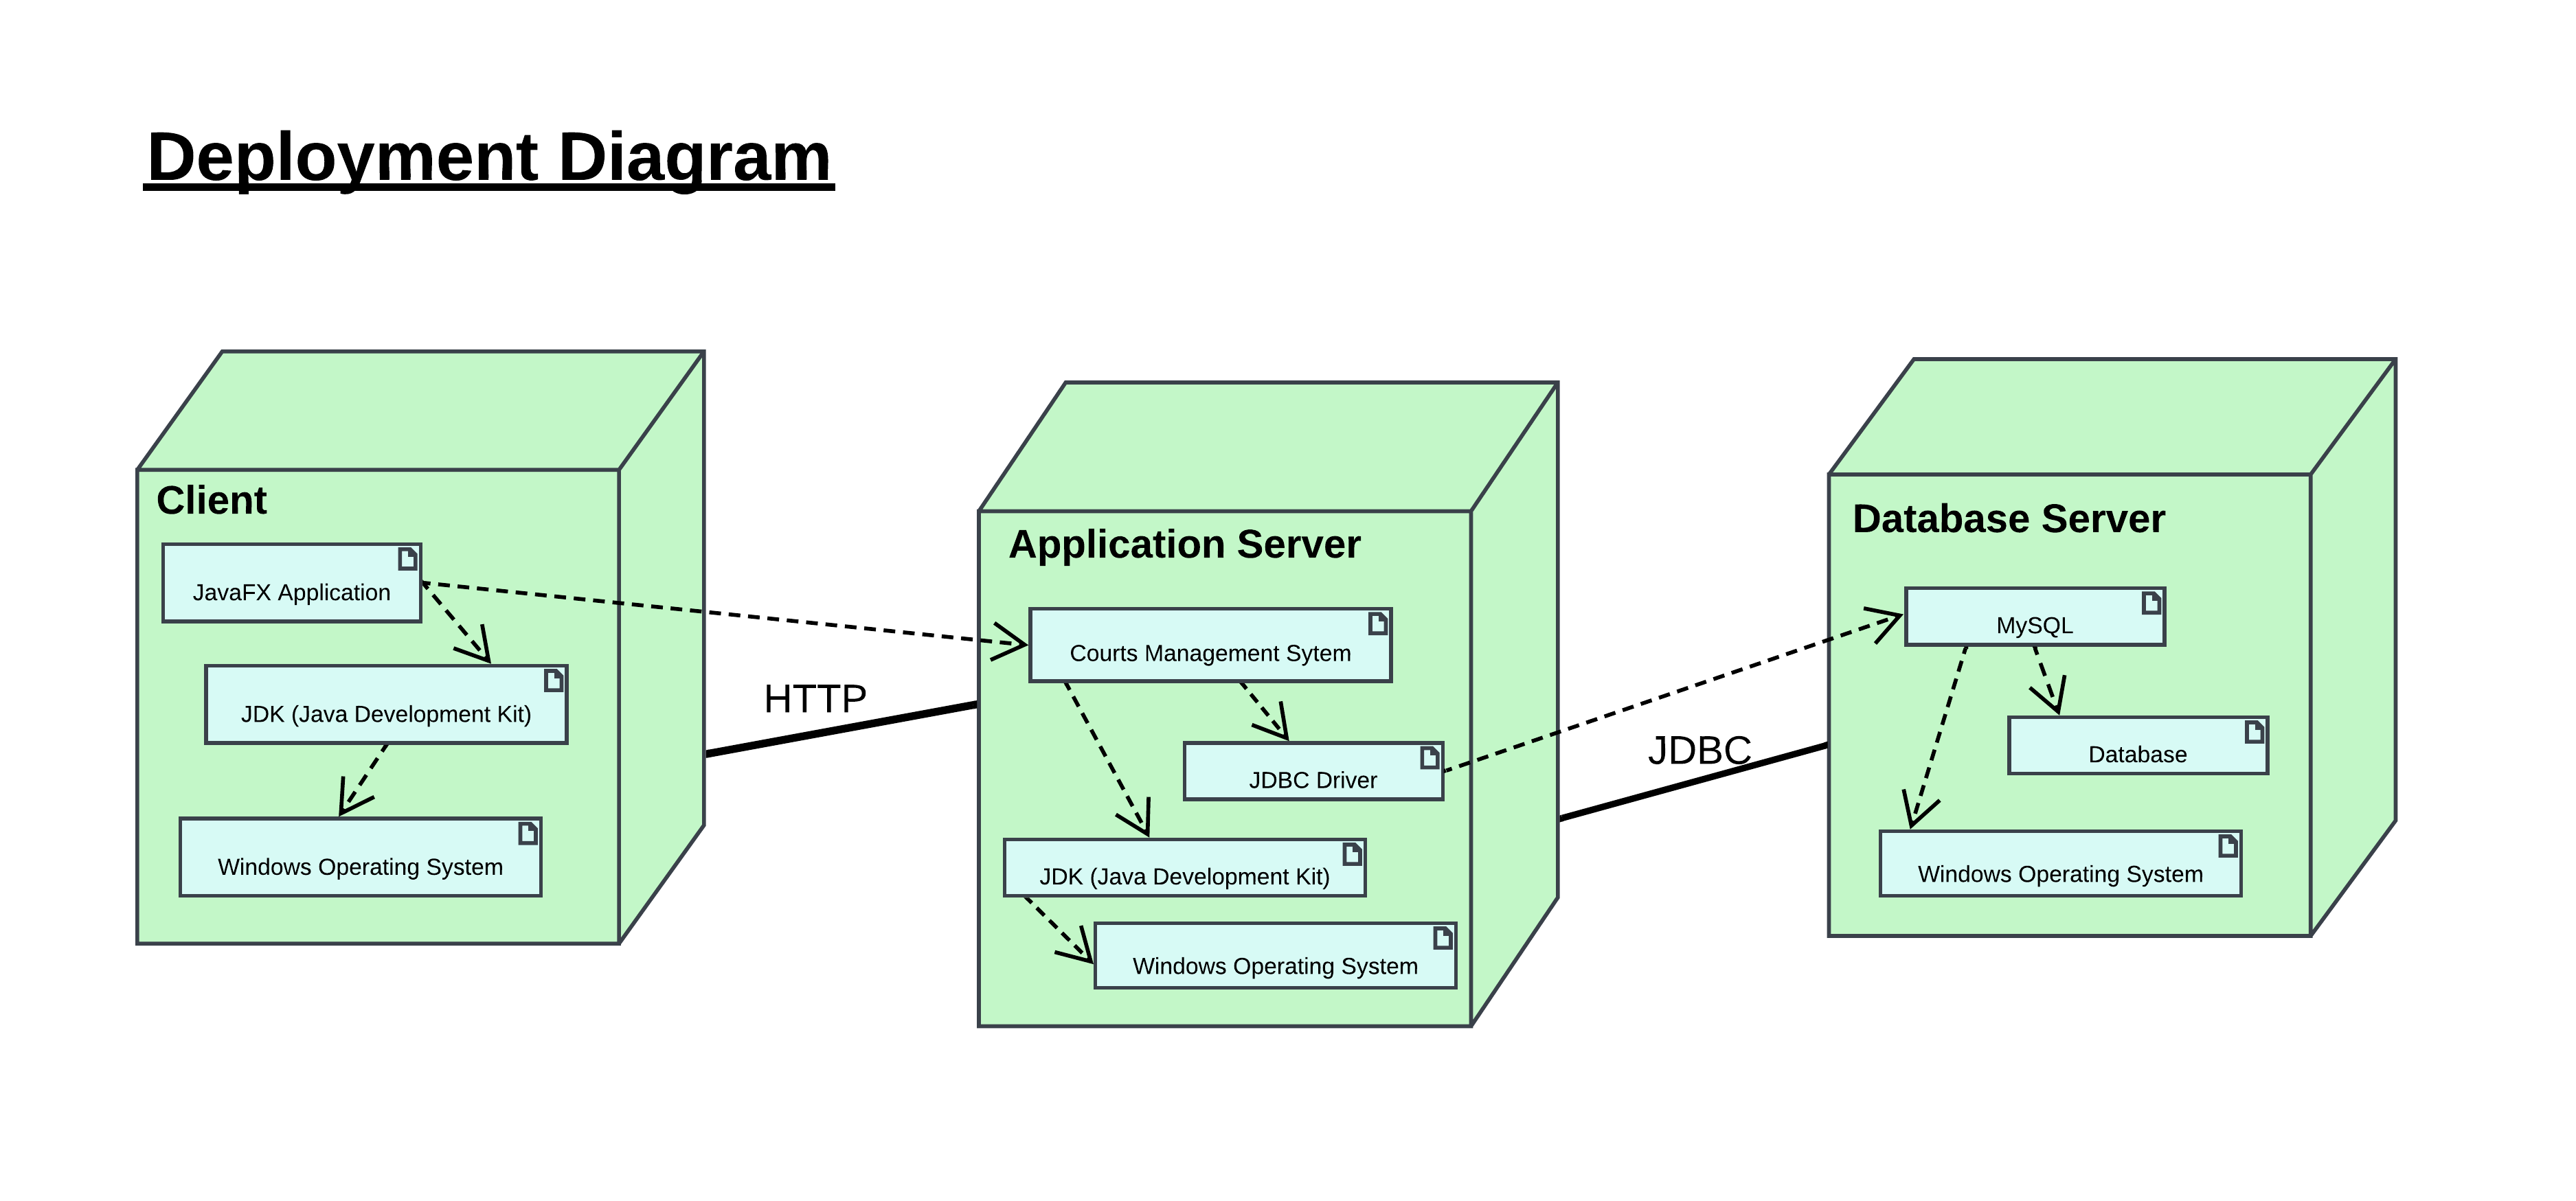 Deployment Diagram
Client
JavaFX Application
JDK (Java Development Kit)
Windows Operating System
HTTP
Application Server
Courts Management Sytem
JDBC Driver
JDK (Java Development Kit)
Windows Operating System
JDBC
Database Server
MySQL
Database
Windows Operating System